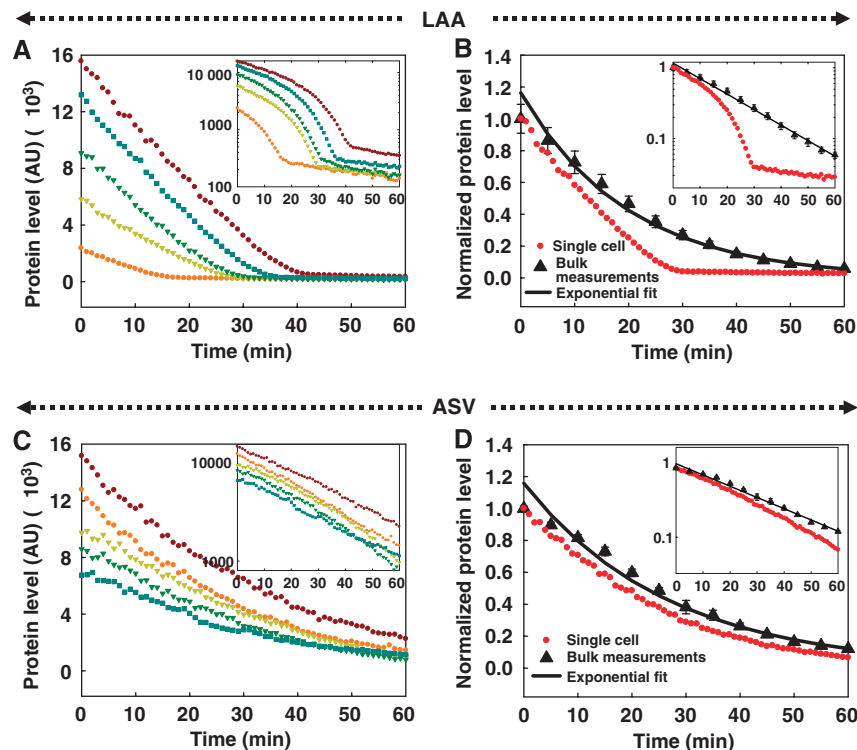 LAA
A
Protein level (AU) ( 10³)
16
12
8
4
0
0 10 20 30 40 50 60
Time (min)
10 000
1000
100
0 10 20 30 40 50 60
B
Normalized protein level
1.4
1.2
1.0
0.8
0.6
0.4
0.2
0.0
0 10 20 30 40 50 60
Time (min)
Single cell
Bulk
measurements
Exponential fit
1
0.1
0 10 20 30 40 50 60
ASV
C
Protein level (AU) ( 10³)
16
12
8
4
0
0 10 20 30 40 50 60
Time (min)
10000
1000
0 10 20 30 40 50 60
D
Normalized protein level
1.4
1.2
1.0
0.8
0.6
0.4
0.2
0.0
0 10 20 30 40 50 60
Time (min)
Single cell
Bulk measurements
Exponential fit
1
0.1
0 10 20 30 40 50 60